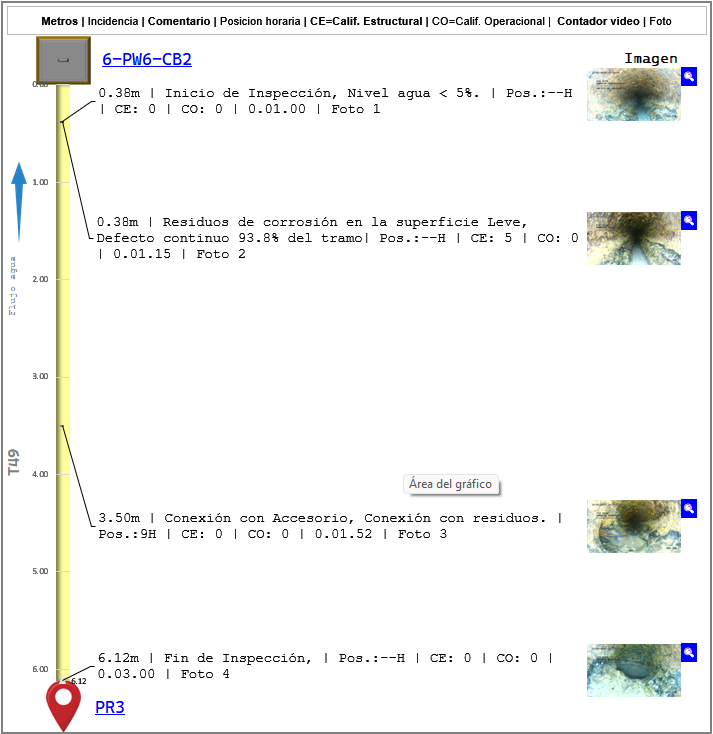 Metros | Incidencia | Comentario | Posicion horaria | CE=Calif. Estructural | CO=Calif. Operacional | Contador video | Foto
6-PW6-CB2
Imagen
0.00
0.38m | Inicio de Inspección, Nivel agua < 5%. | Pos.:--H
| CE: 0 | CO: 0 | 0.01.00 | Foto 1
1.00
0.38m | Residuos de corrosión en la superficie Leve,
Defecto continuo 93.8% del tramo| Pos.:--H | CE: 5 | CO: 0
| 0.01.15 | Foto 2
Flujo agua
2.00
3.00
T49
4.00
Área del gráfico
3.50m | Conexión con Accesorio, Conexión con residuos. |
Pos.:9H | CE: 0 | CO: 0 | 0.01.52 | Foto 3
5.00
6.12m | Fin de Inspección, | Pos.:--H | CE: 0 | CO: 0 |
0.03.00 | Foto 4
6.00
6.12
PR3